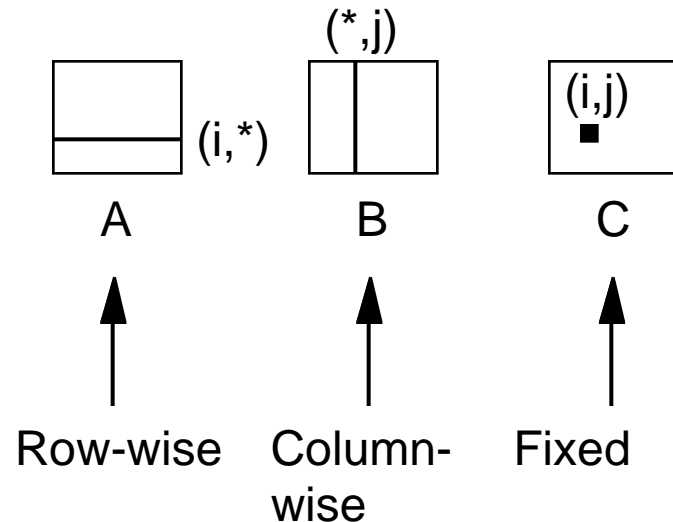 (*,j)
(i,j)
(i,*)
A B C
Row-wise Column-wise Fixed